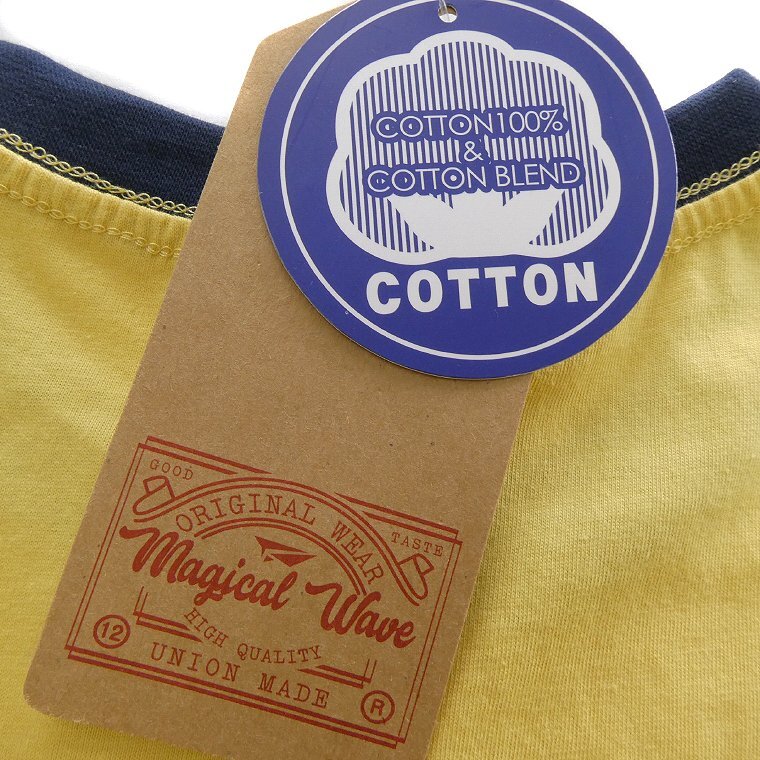 COTTON100%
&
COTTON BLEND
COTTON
GOOD
ORIGINAL WEAR
TASTE
Magical Wave
HIGH QUALITY
12
UNION MADE
R